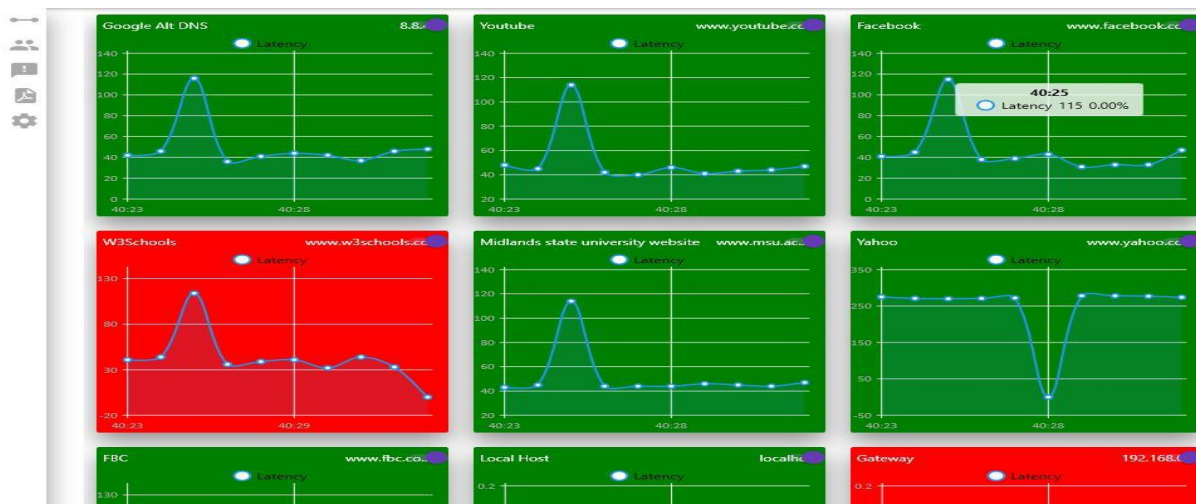 Google Alt DNS 8.8.
Latency
140
120
100
80
60
40
20
0
40:23 40:28
Youtube www.youtube.cc
Latency
140
120
100
80
60
40
20
40:23 40:28
Facebook www.facebook.cc
Latency
140
120
100
80
60
40
20
0
40:25
Latency 115 0.00%
40:23 40:28
W3Schools www.w3schools.cc
Latency
130
80
30
-20
40:23 40:29
Midlands state university website www.msu.ac.
Latency
140
120
100
80
60
40
20
40:23 40:28
Yahoo www.yahoo.cc
Latency
350
250
150
50
-50
40:23 40:28
FBC www.fbc.co.
Latency
130
Local Host localh
Latency
0.2
Gateway 192.168.
Latency
0.2